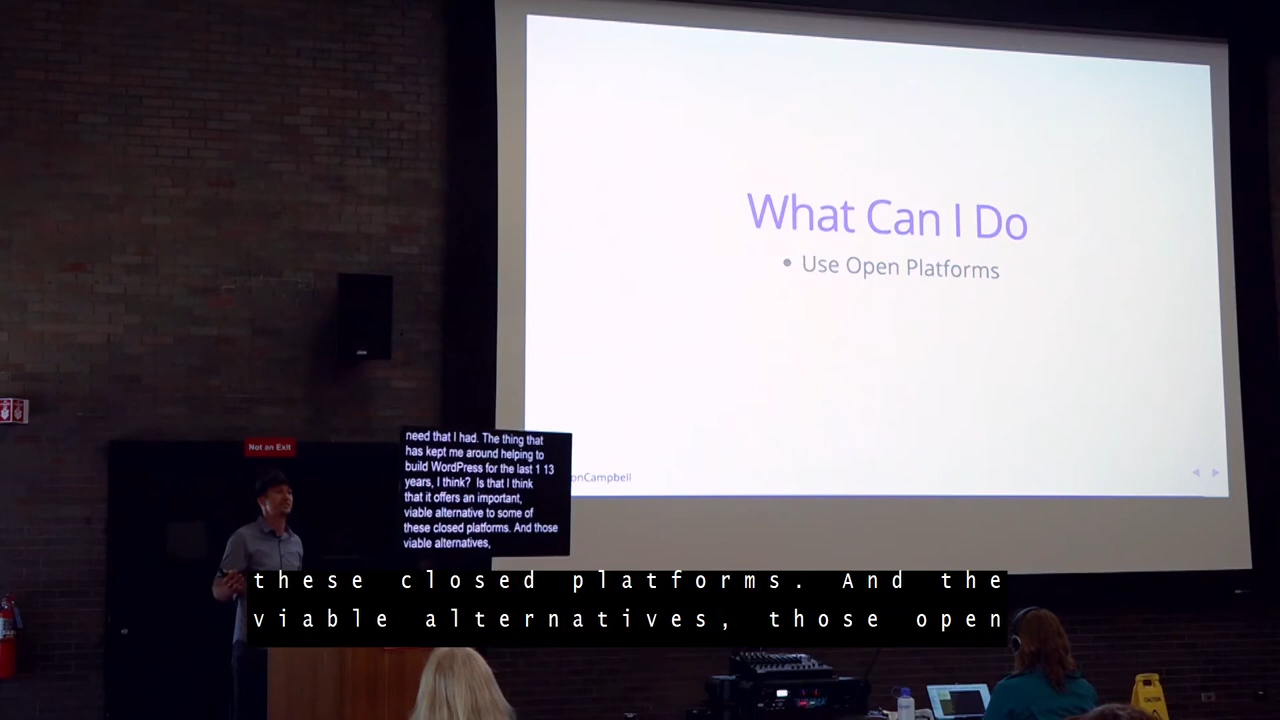 What Can I Do
• Use Open Platforms
onCampbell
Not an Exit
need that I had. The thing that
has kept me around helping to
build WordPress for the last 1 13
years, I think? Is that I think
that it offers an important,
viable alternative to some of
these closed platforms. And those
viable alternatives,
these closed platforms. And the
viable alternatives, those open
CAUTION